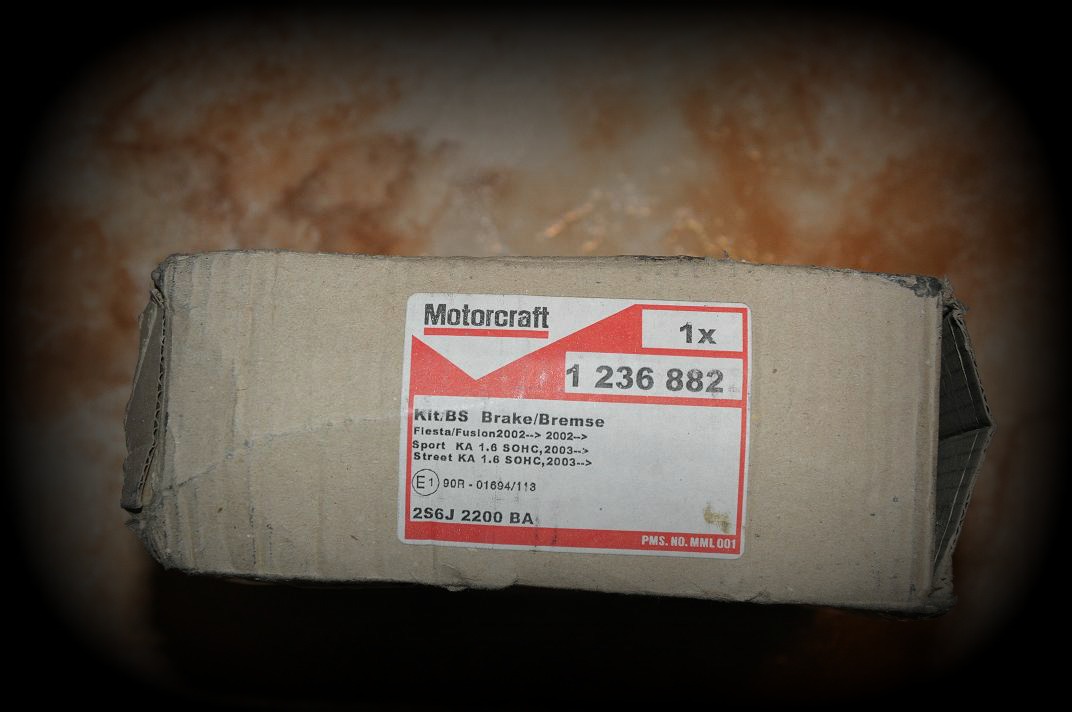 Motorcraft
1x
1 236 882
Kit/BS Brake/Bremse
Fiesta/Fusion2002--> 2002-->
Sport KA 1.6 SOHC,2003-->
Street KA 1.6 SOHC,2003-->
E1 90R - 01694/113
2S6J 2200 BA
PMS. NO. MML 001